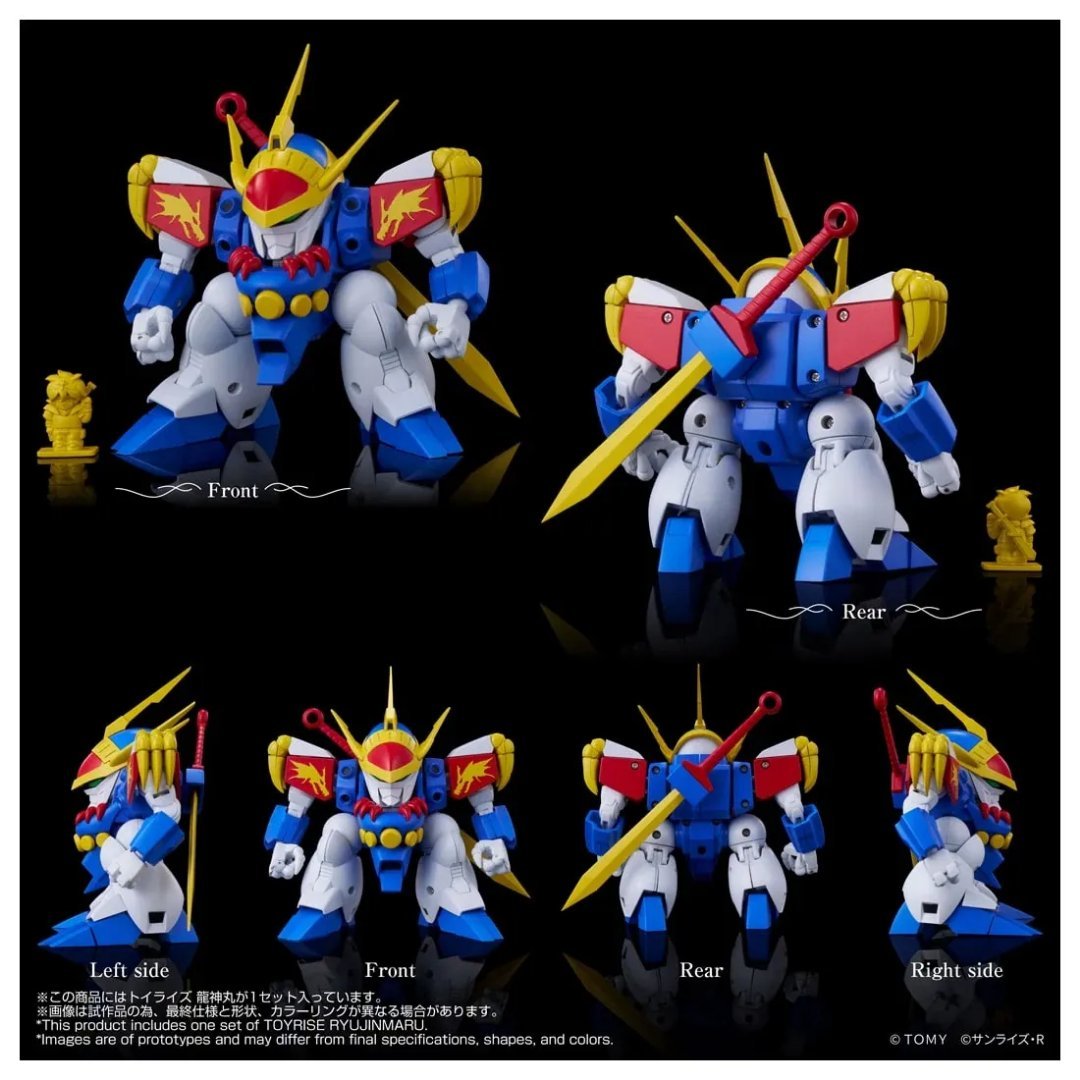 Front
Rear
Left side
Front
Rear
Right side
※この商品にはトイライズ 龍神丸が1セット入っています。
※画像は試作品の為、最終仕様と形状、カラーリングが異なる場合があります。
*This product includes one set of TOYRISE RYUJINMARU.
*Images are of prototypes and may differ from final specifications, shapes, and colors.
©TOMY ©サンライズ・R